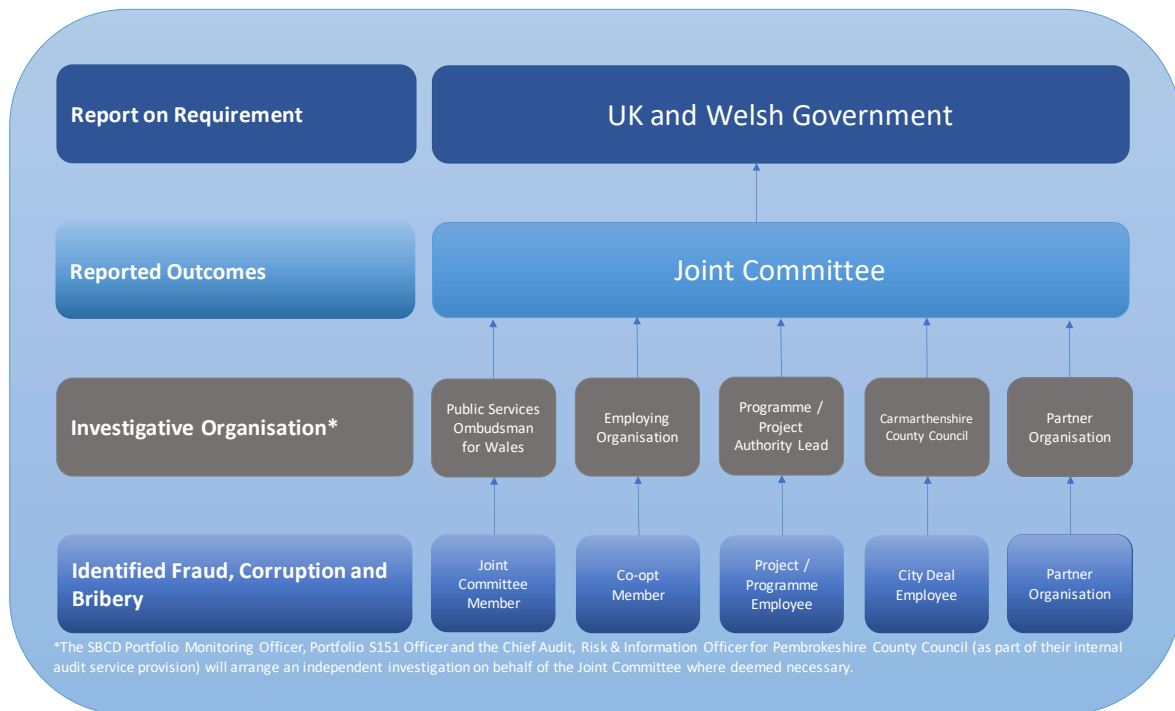 Report on Requirement
UK and Welsh Government
Reported Outcomes
Joint Committee
Investigative Organisation*
Public Services
Ombudsman
for Wales
Employing
Organisation
Programme /
Project
Authority Lead
Carmarthenshire
County Council
Partner
Organisation
Identified Fraud, Corruption and
Bribery
Joint
Committee
Member
Co-opt
Member
Project /
Programme
Employee
City Deal
Employee
Partner
Organisation
*The SBCD Portfolio Monitoring Officer, Portfolio S151 Officer and the Chief Audit, Risk & Information Officer for Pembrokeshire County Council (as part of their internal
audit service provision) will arrange an independent investigation on behalf of the Joint Committee where deemed necessary.